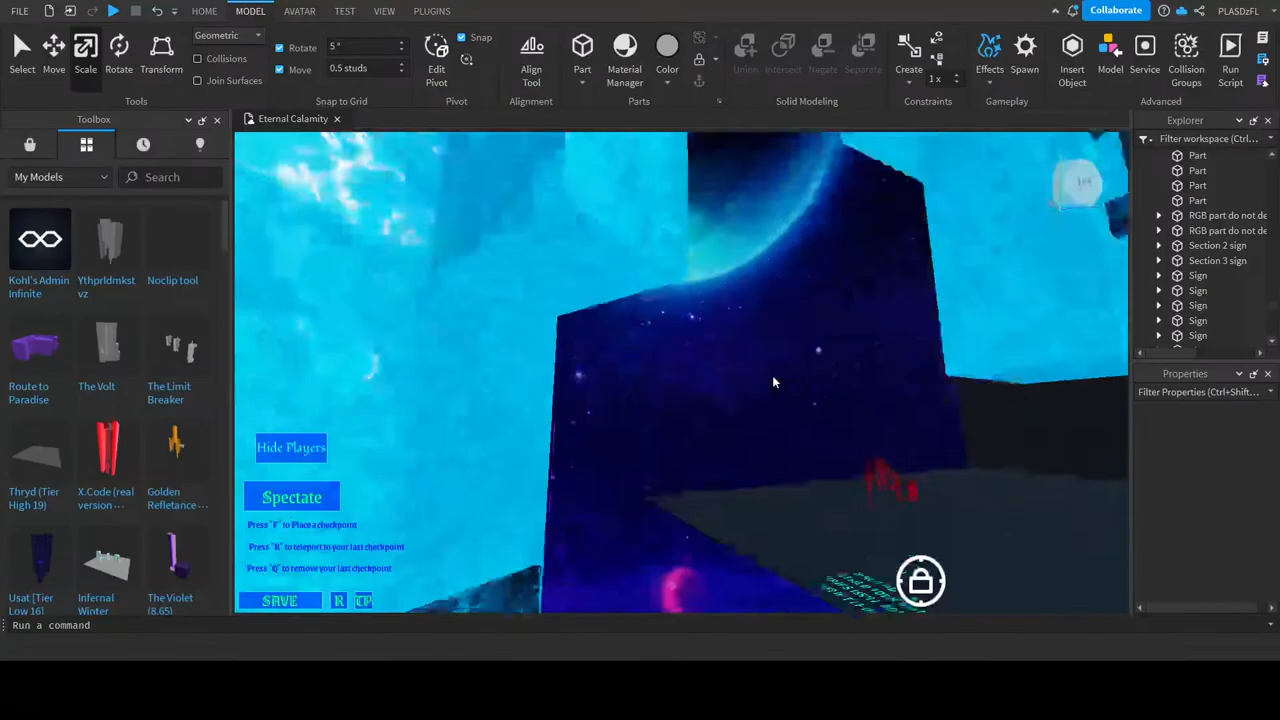 FILE HOME MODEL AVATAR TEST VIEW PLUGINS Collaborate PLASDzFL
Select Move Scale Rotate Transform
Geometric
Collisions
Join Surfaces
Tools
Rotate 5 °
Move 0.5 studs
Snap to Grid
Edit Pivot
Snap
Pivot
Align Tool
Alignment
Part Material Manager Color
Parts
Union Intersect Negate Separate
Solid Modeling
Create
1 x
Constraints
Effects Spawn
Gameplay
Insert Object Model Service Collision Groups Run Script
Advanced
Toolbox
Eternal Calamity
My Models Search
Kohl's Admin Infinite
Ythprldmkst vz
Noclip tool
Route to Paradise
The Volt
The Limit Breaker
Thryd (Tier High 19)
X.Code (real version ···
Golden Refletance ···
Usat [Tier Low 16]
Infernal Winter
The Violet (8.65)
Hide Players
Spectate
Press "F" to Place a checkpoint
Press "R" to teleport to your last checkpoint
Press "Q" to remove your last checkpoint
SAVE R TP
Explorer
Filter workspace (Ctrl+...
Part
Part
Part
Part
RGB part do not de
RGB part do not de
Section 2 sign
Section 3 sign
Sign
Sign
Sign
Sign
Sign
Properties
Filter Properties (Ctrl+Shift...
Run a command